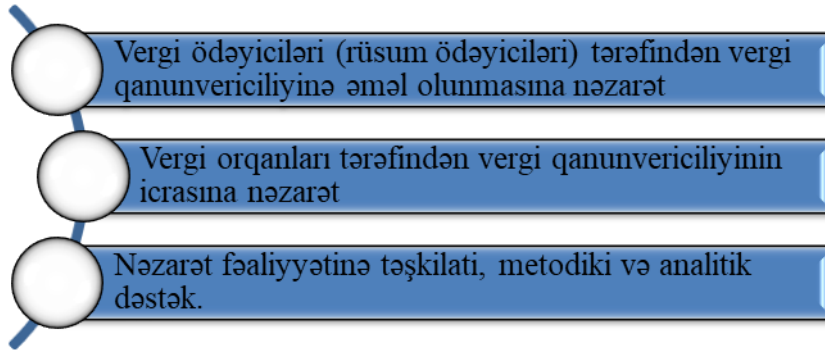 Vergi ödəyiciləri (rüsum ödəyiciləri) tərəfindən vergi
qanunvericiliyinə əməl olunmasına nəzarət
Vergi orqanları tərəfindən vergi qanunvericiliyinin
icrasına nəzarət
Nəzarət fəaliyyətinə təşkilati, metodiki və analitik
dəstək.